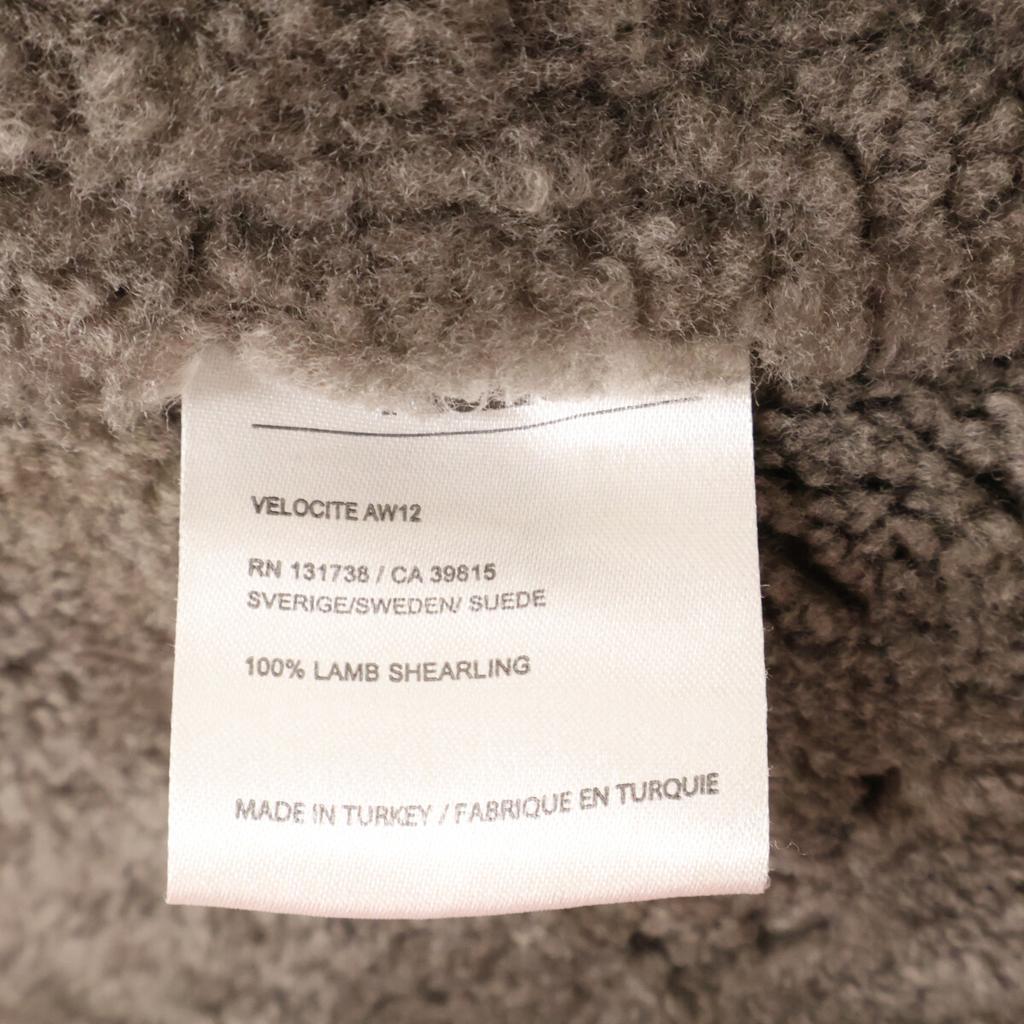 VELOCITE AW12
RN 131738 / CA 39815
SVERIGE/SWEDEN/ SUEDE
100% LAMB SHEARLING
MADE IN TURKEY / FABRIQUE EN TURQUIE